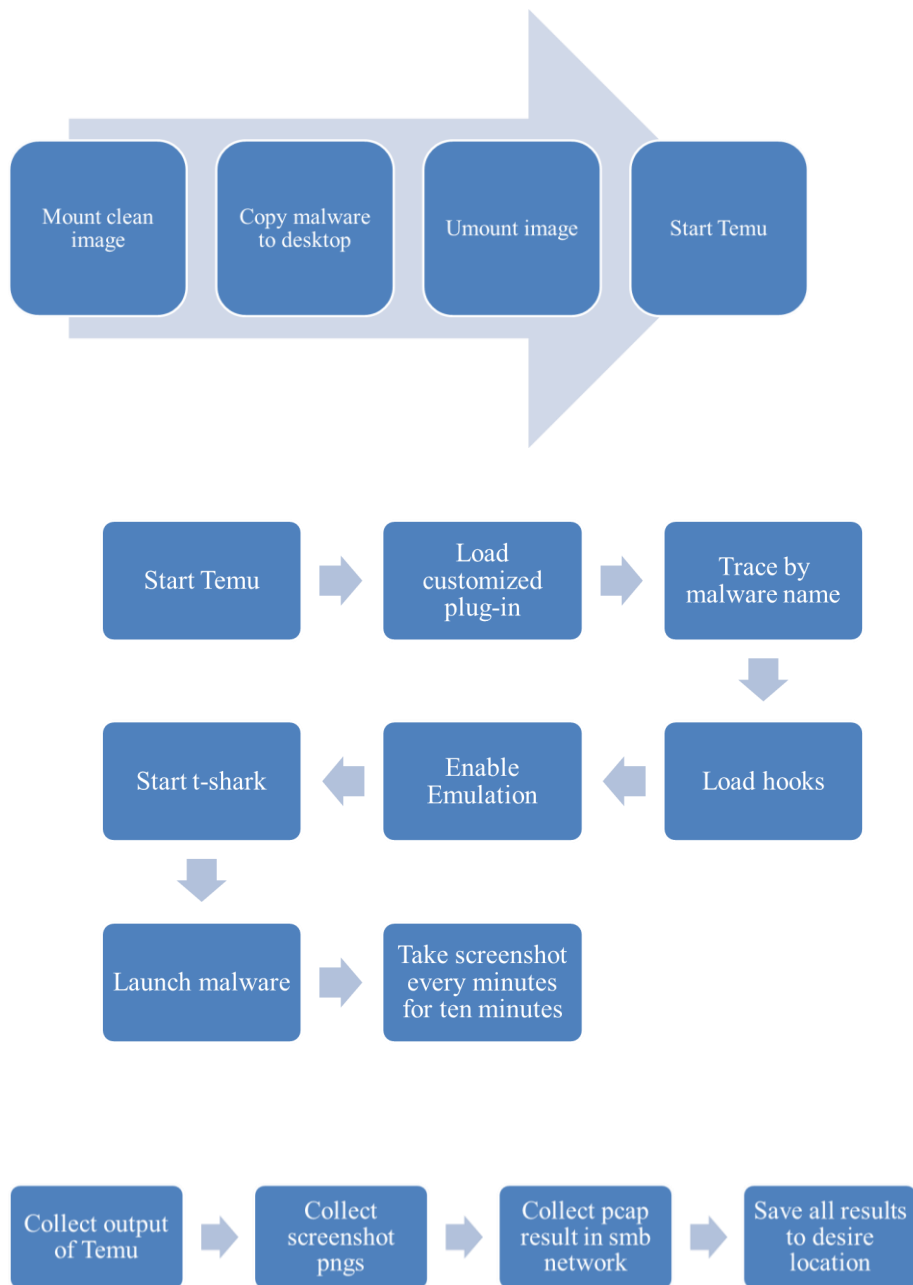 Mount clean
image
Copy malware
to desktop
Umount image
Start Temu
Start Temu
Load
customized
plug-in
Trace by
malware name
Load hooks
Enable
Emulation
Start t-shark
Launch malware
Take screenshot
every minutes
for ten minutes
Collect output
of Temu
Collect
screenshot
pngs
Collect pcap
result in smb
network
Save all results
to desire
location